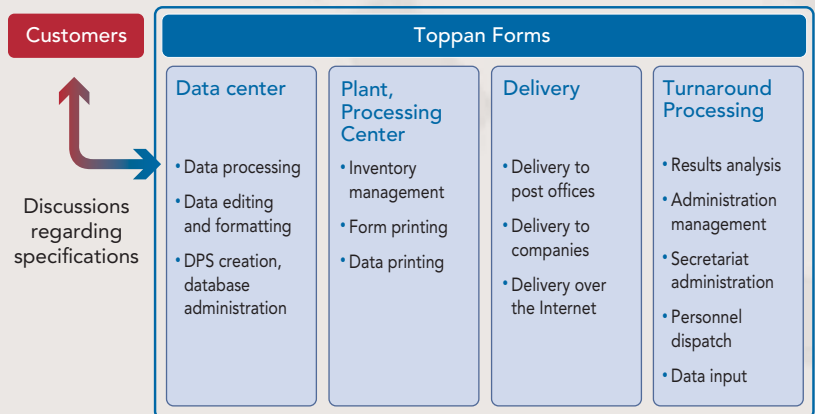 Customers
Toppan Forms
Discussions
regarding
specifications
Data center
• Data processing
• Data editing
and formatting
• DPS creation,
database
administration
Plant,
Processing
Center
• Inventory
management
• Form printing
• Data printing
Delivery
• Delivery to
post offices
• Delivery to
companies
• Delivery over
the Internet
Turnaround
Processing
• Results analysis
• Administration
management
• Secretariat
administration
• Personnel
dispatch
• Data input